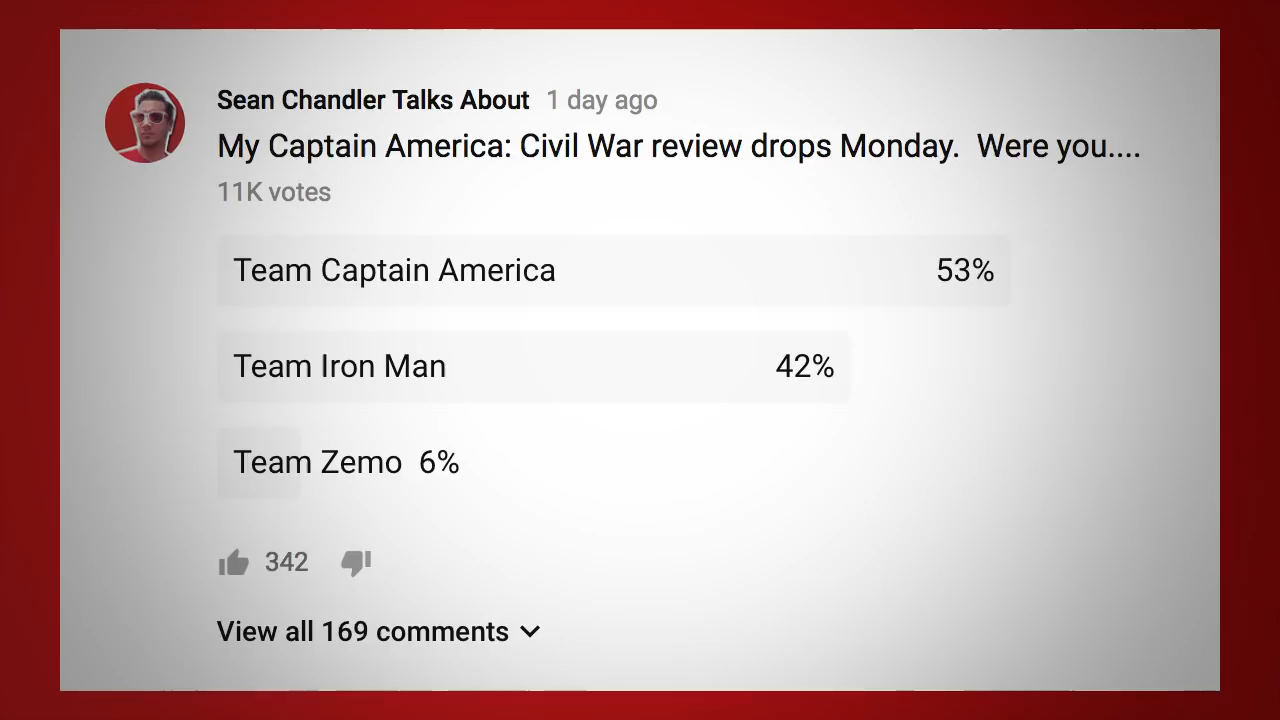 Sean Chandler Talks About 1 day ago
My Captain America: Civil War review drops Monday.  Were you....
11K votes
Team Captain America 53%
Team Iron Man 42%
Team Zemo 6%
342
View all 169 comments